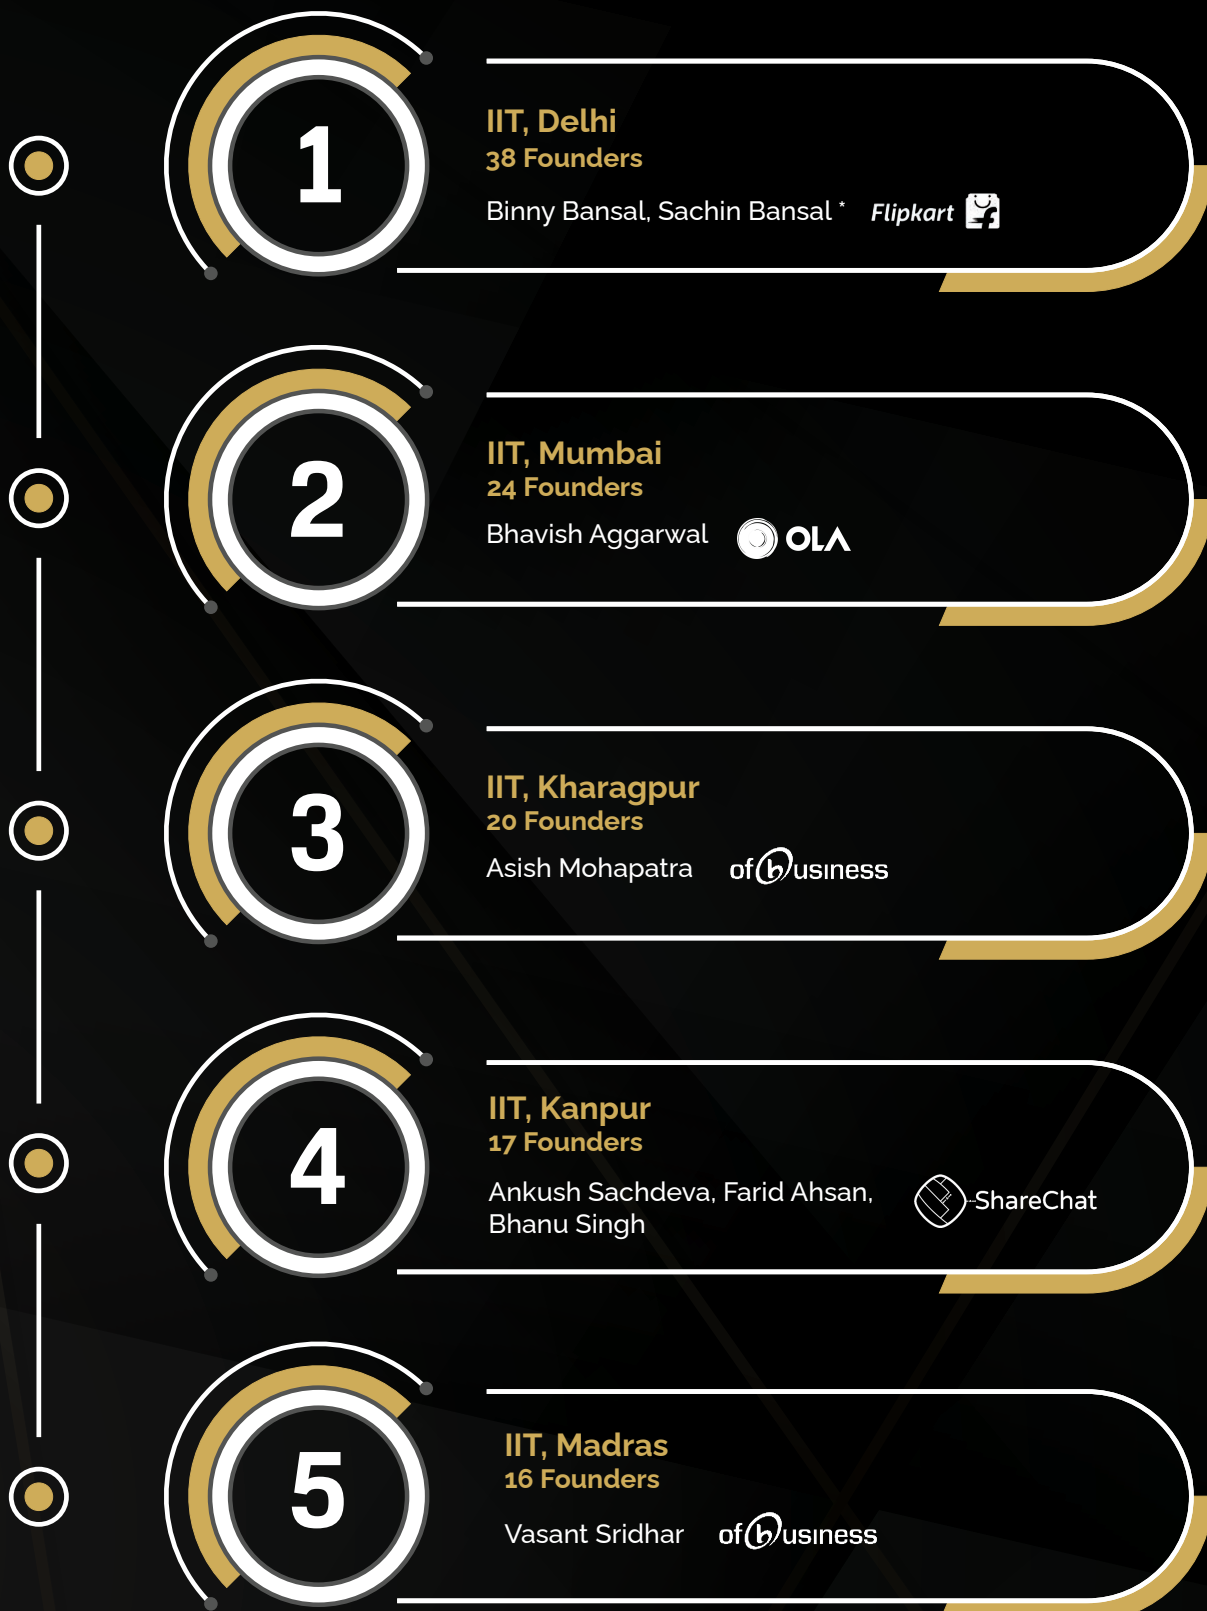 1
IIT, Delhi
38 Founders
Binny Bansal, Sachin Bansal * Flipkart
2
IIT, Mumbai
24 Founders
Bhavish Aggarwal OLA
3
IIT, Kharagpur
20 Founders
Asish Mohapatra ofbusiness
4
IIT, Kanpur
17 Founders
Ankush Sachdeva, Farid Ahsan,
Bhanu Singh
ShareChat
5
IIT, Madras
16 Founders
Vasant Sridhar ofbusiness